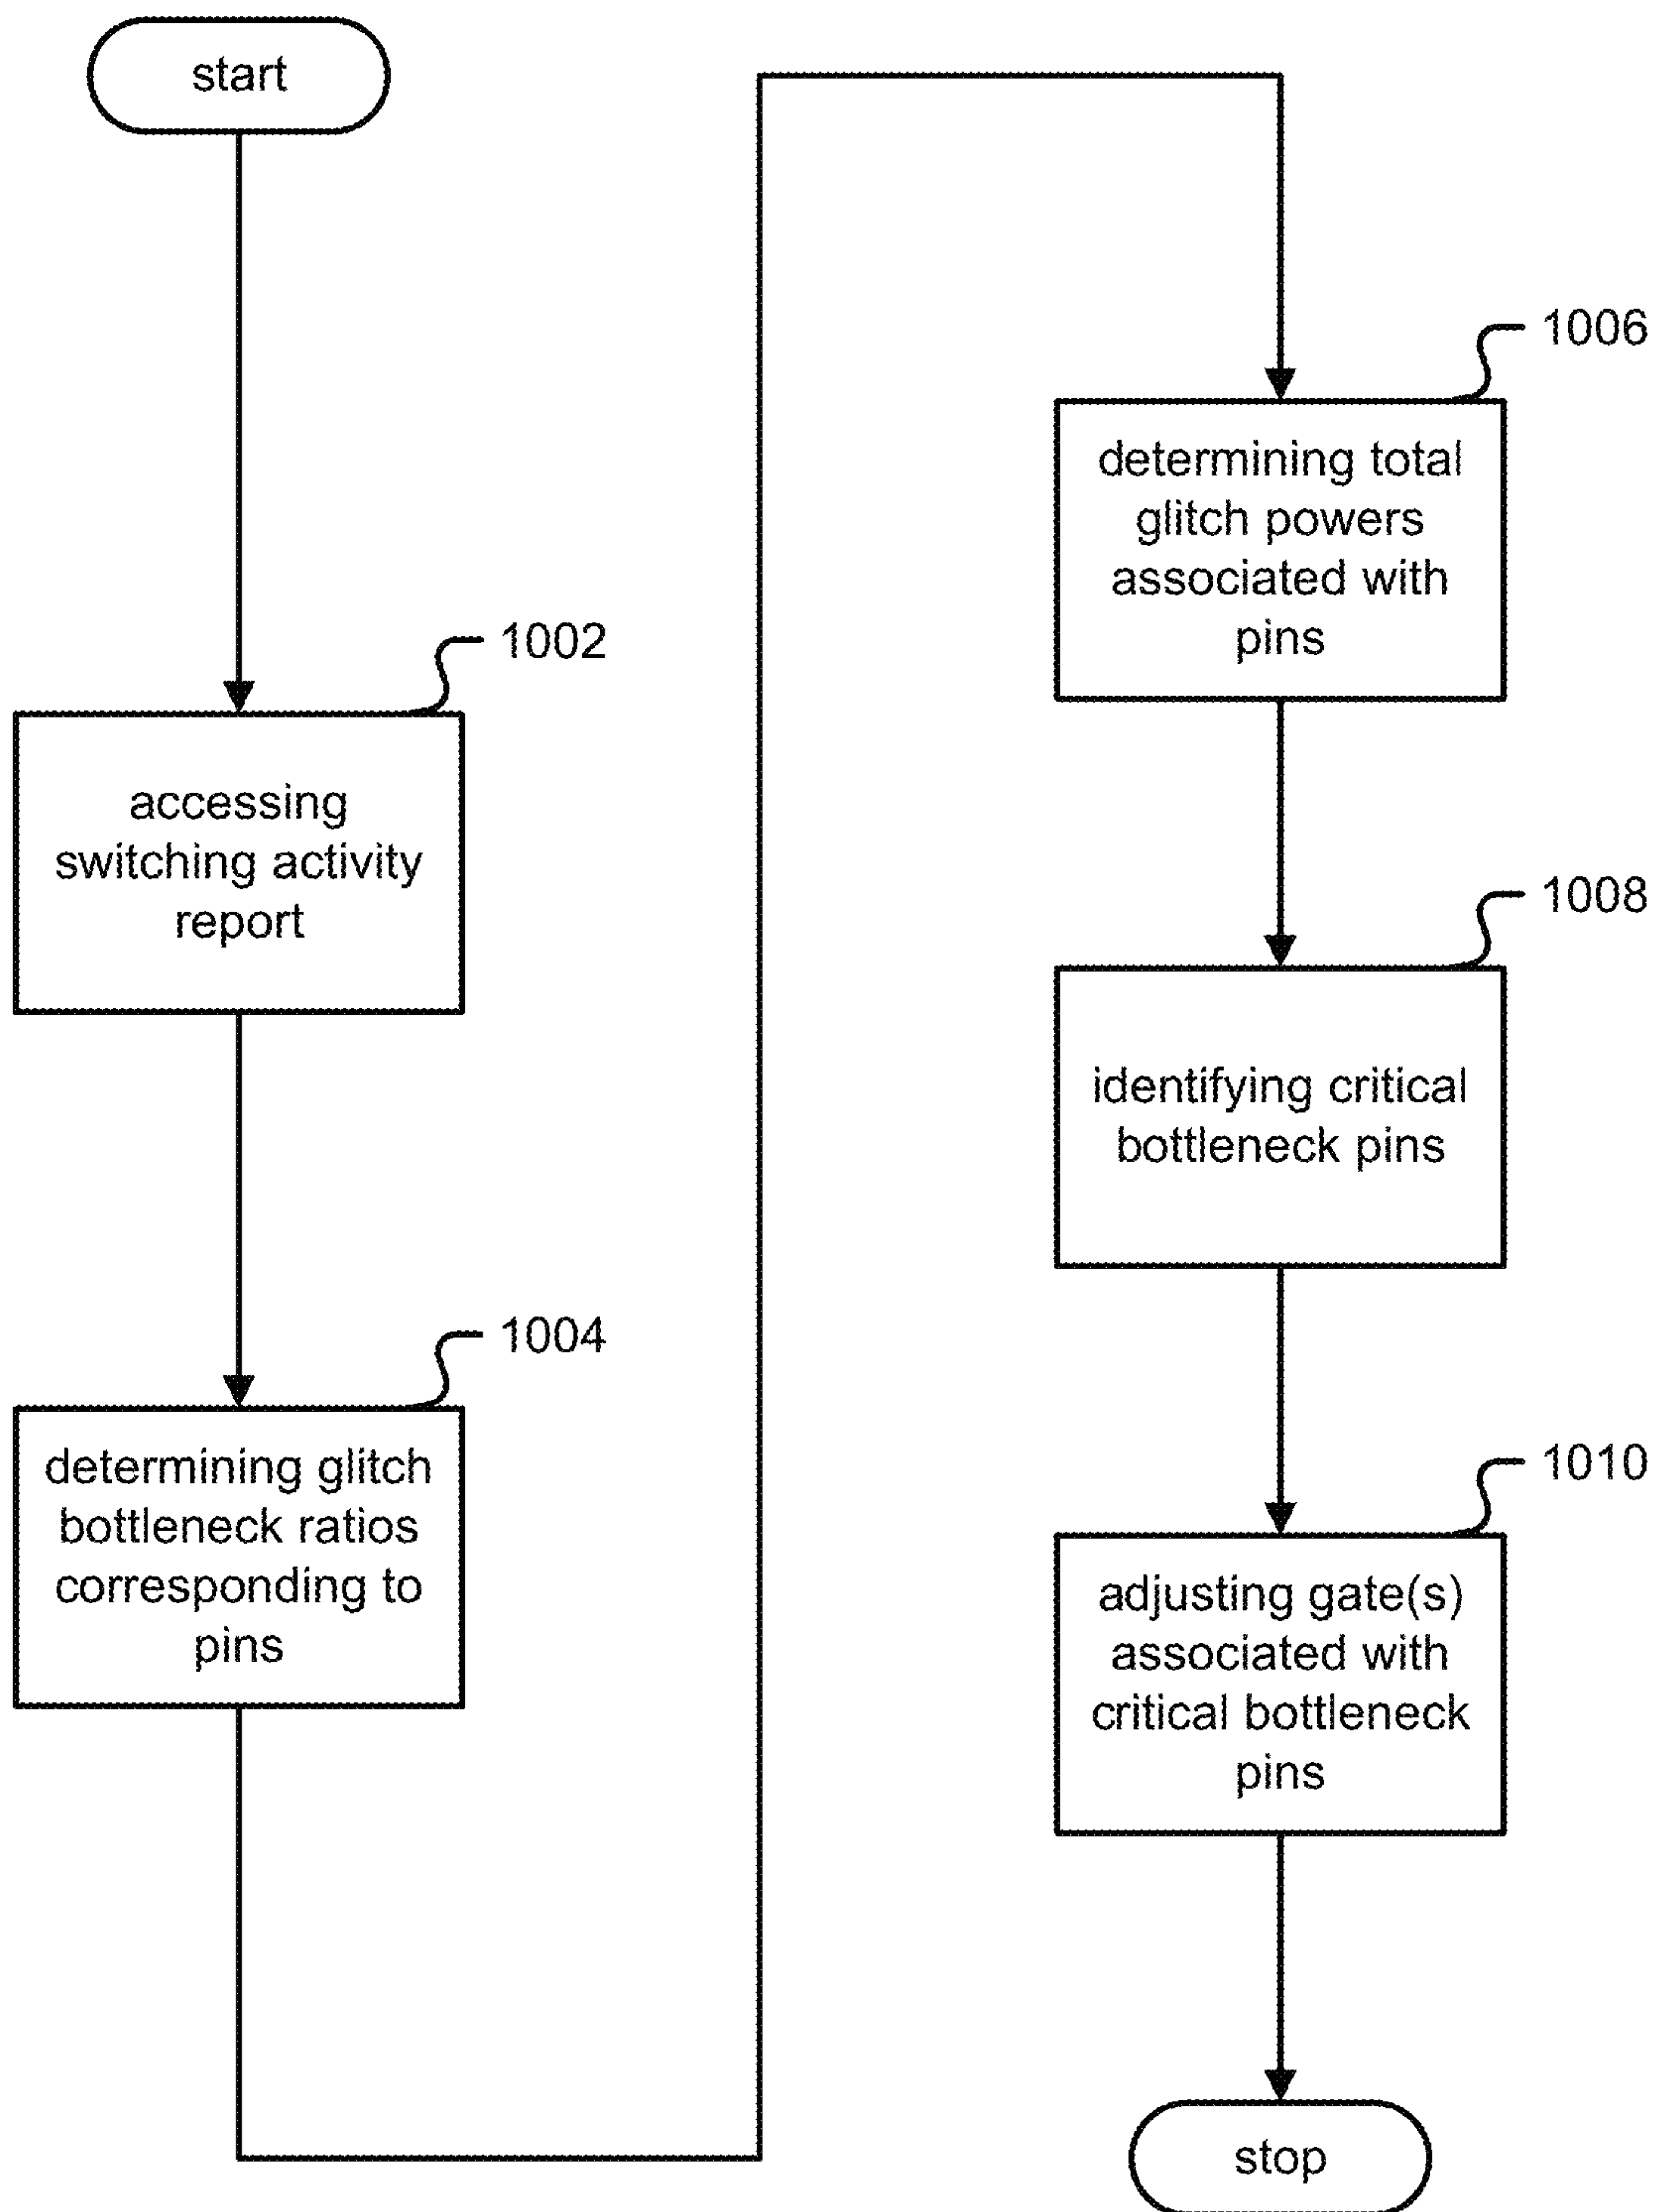 start
1002
accessing
switching activity
report
1004
determining glitch
bottleneck ratios
corresponding to
pins
1006
determining total
glitch powers
associated with
pins
1008
identifying critical
bottleneck pins
1010
adjusting gate(s)
associated with
critical bottleneck
pins
stop